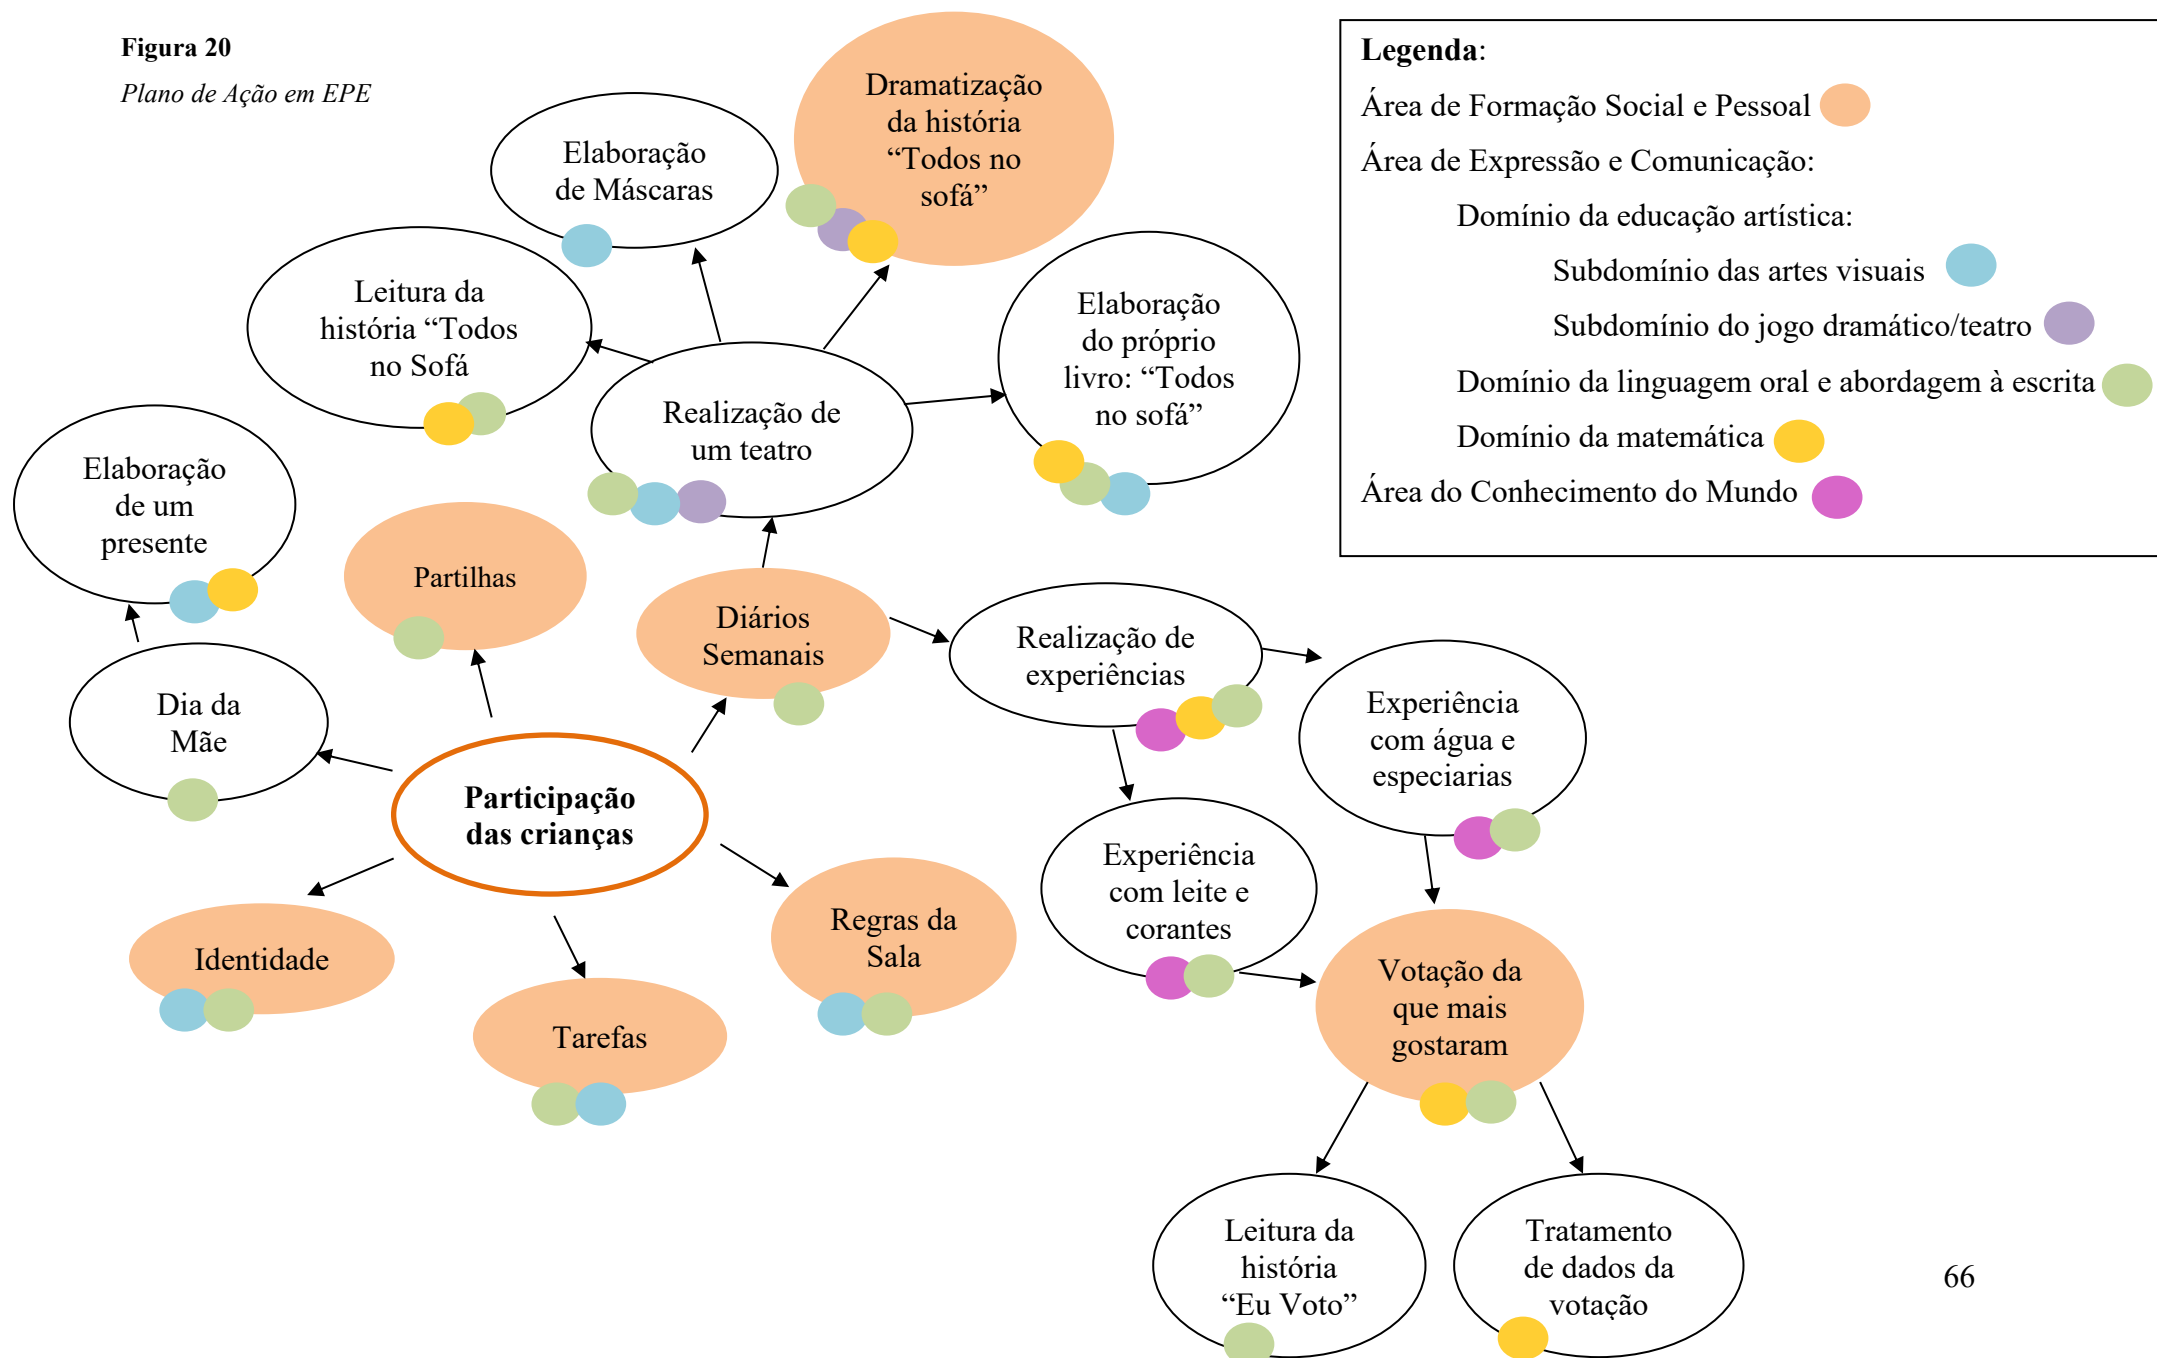 Figura 20
Plano de Ação em EPE
Legenda:
Área de Formação Social e Pessoal
Área de Expressão e Comunicação:
Domínio da educação artística:
Subdomínio das artes visuais
Subdomínio do jogo dramático/teatro
Domínio da linguagem oral e abordagem à escrita
Domínio da matemática
Área do Conhecimento do Mundo
Dramatização
da história
“Todos no
sofá”
Elaboração
de Máscaras
Leitura da
história “Todos
no Sofá
Elaboração
do próprio
livro: “Todos
no sofá”
Realização de
um teatro
Elaboração
de um
presente
Partilhas
Diários
Semanais
Realização de
experiências
Dia da
Mãe
Experiência
com água e
especiarias
Participação
das crianças
Experiência
com leite e
corantes
Regras da
Sala
Identidade
Tarefas
Votação da
que mais
gostaram
Leitura da
história
“Eu Voto”
Tratamento
de dados da
votação
66